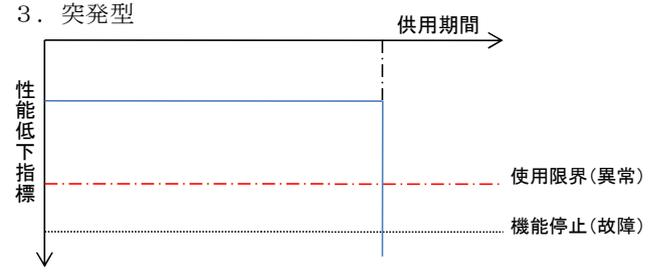 ３．突発型
供用期間
性能低下指標
使用限界(異常)
機能停止(故障)